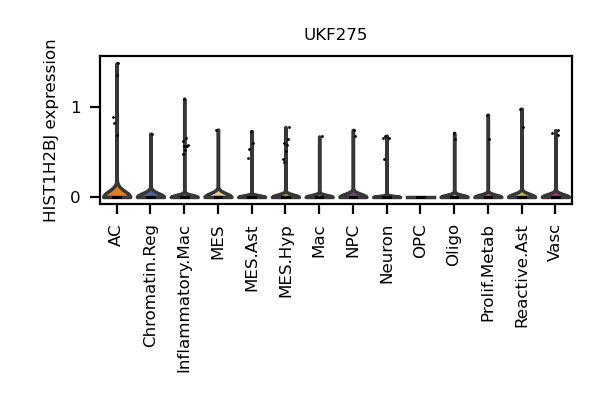 UKF275
HIST1H2BJ expression
1
0
AC
Chromatin.Reg
Inflammatory.Mac
MES
MES.Ast
MES.Hyp
Mac
NPC
Neuron
OPC
Oligo
Prolif.Metab
Reactive.Ast
Vasc